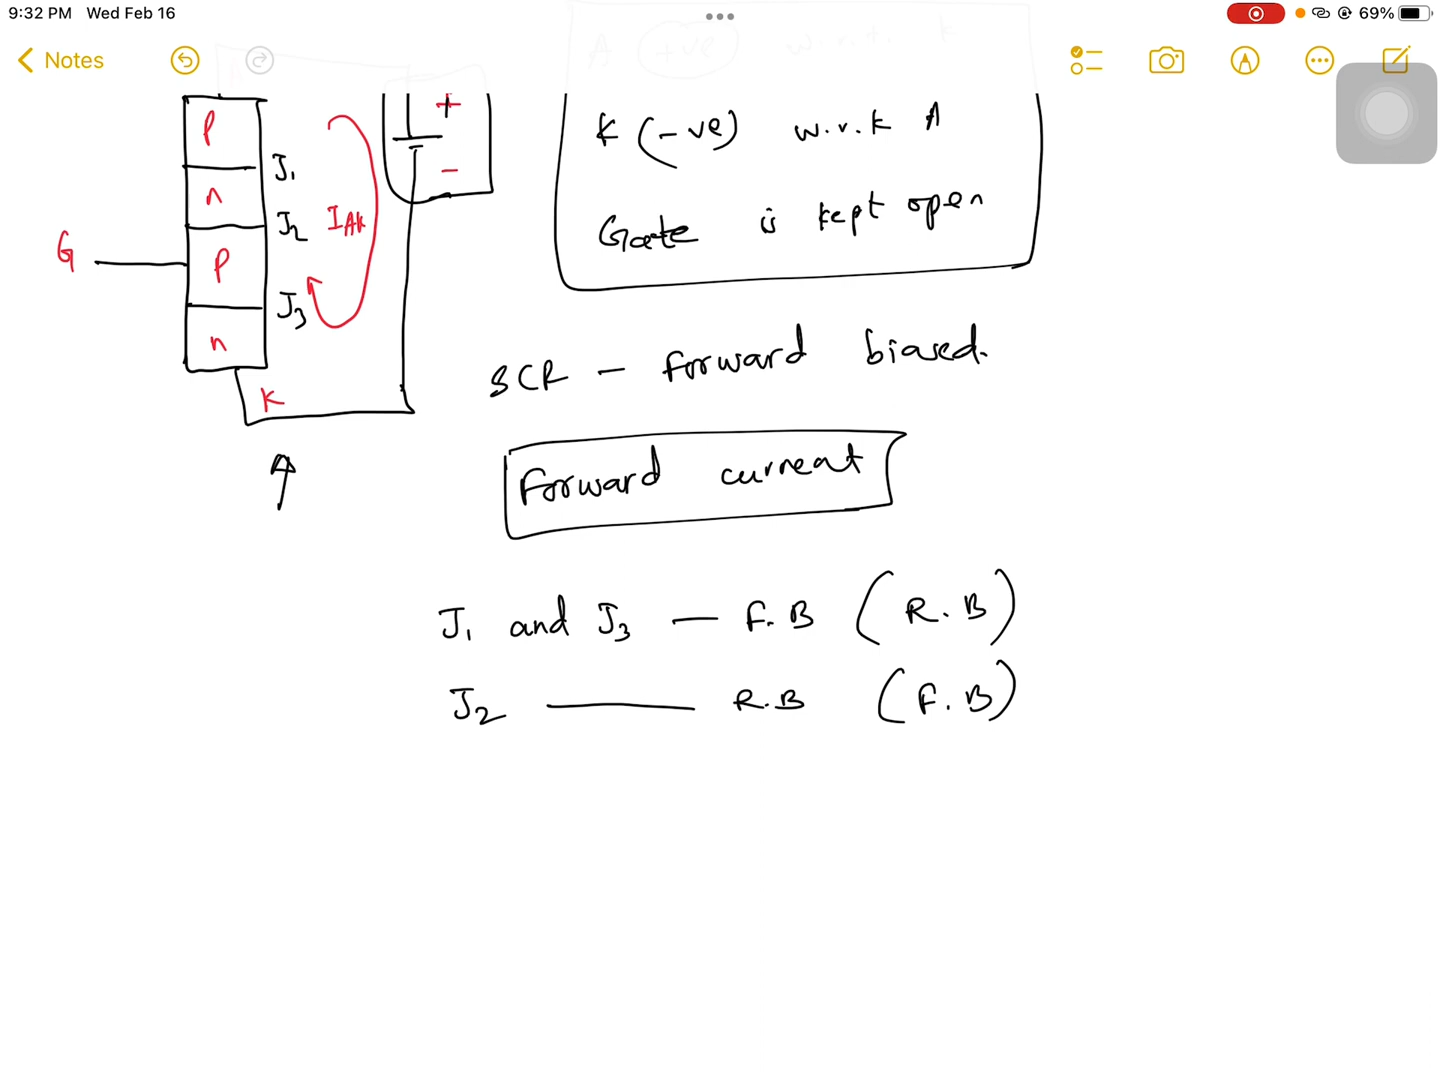 9:32 PM Wed Feb 16
69%
Notes
A (+ve) w.r.t. K
K (-ve) w.r.k A
Gate is kept open
p
J1
n
J2
IAK
G
p
J3
n
K
+
-
SCR - forward biased.
Forward current
J1 and J3 — F.B (R.B)
J2 — R.B (F.B)